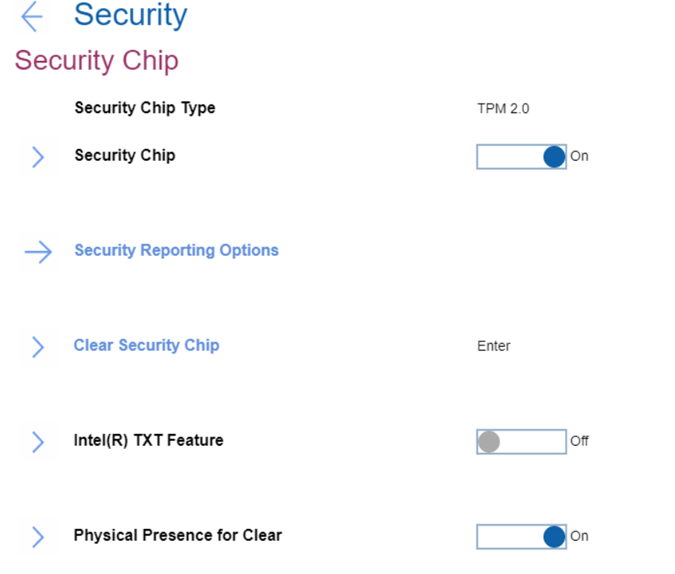 Security
Security Chip
Security Chip Type TPM 2.0
Security Chip On
Security Reporting Options
Clear Security Chip Enter
Intel(R) TXT Feature Off
Physical Presence for Clear On